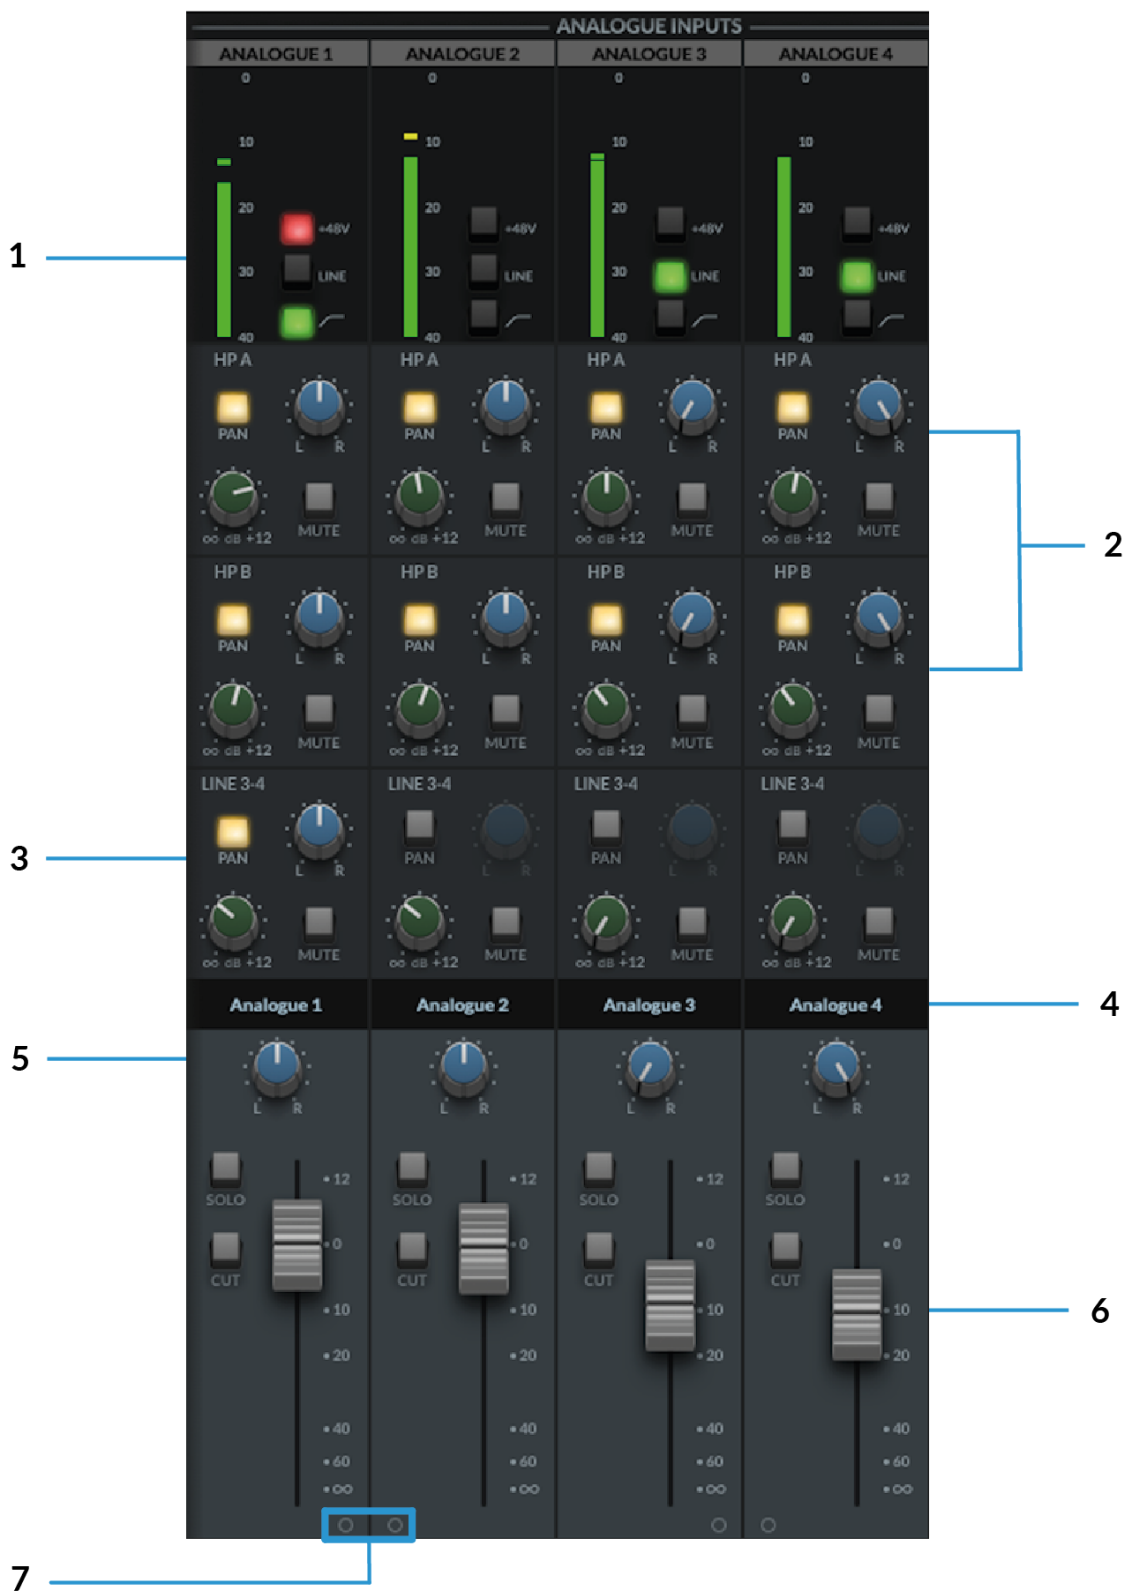 ANALOGUE INPUTS
ANALOGUE 1 ANALOGUE 2 ANALOGUE 3 ANALOGUE 4
0 0 0 0
10 10 10 10
20 20 20 20
+48V +48V +48V +48V
1
30 LINE 30 LINE 30 LINE 30 LINE
40 40 40 40
HP A HP A HP A HP A
PAN L R PAN L R PAN L R PAN L R
MUTE MUTE MUTE MUTE
∞ dB +12 ∞ dB +12 ∞ dB +12 ∞ dB +12
2
HP B HP B HP B HP B
PAN L R PAN L R PAN L R PAN L R
MUTE MUTE MUTE MUTE
∞ dB +12 ∞ dB +12 ∞ dB +12 ∞ dB +12
LINE 3-4 LINE 3-4 LINE 3-4 LINE 3-4
3
PAN L R PAN L R PAN L R PAN L R
MUTE MUTE MUTE MUTE
∞ dB +12 ∞ dB +12 ∞ dB +12 ∞ dB +12
Analogue 1 Analogue 2 Analogue 3 Analogue 4
4
5
L R L R L R L R
12 12 12 12
SOLO SOLO SOLO SOLO
0 0 0 0
CUT CUT CUT CUT
10 10 10 10
6
20 20 20 20
40 40 40 40
60 60 60 60
∞ ∞ ∞ ∞
7